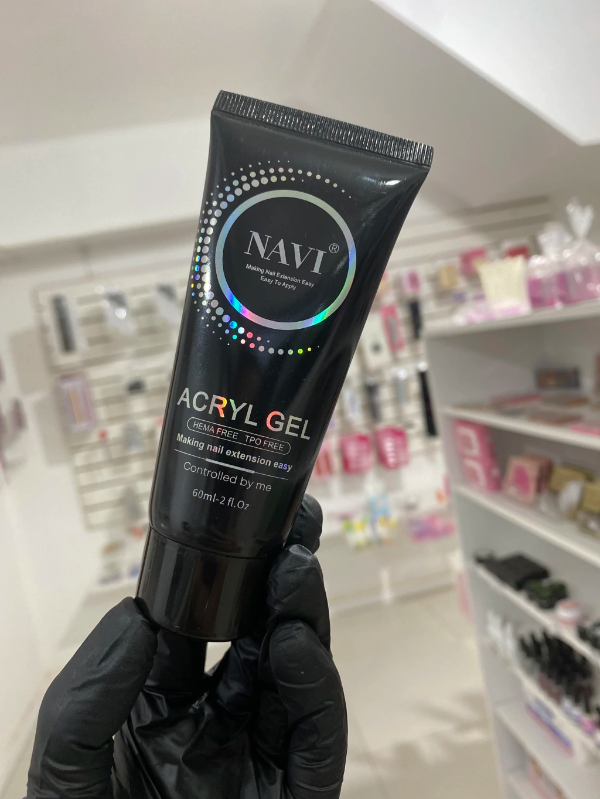 NAVI®
Making Nail Extension Easy
Easy To Apply
ACRYL GEL
HEMA FREE TPO FREE
Making nail extension easy
Controlled by me
60ml-2 fl.Oz